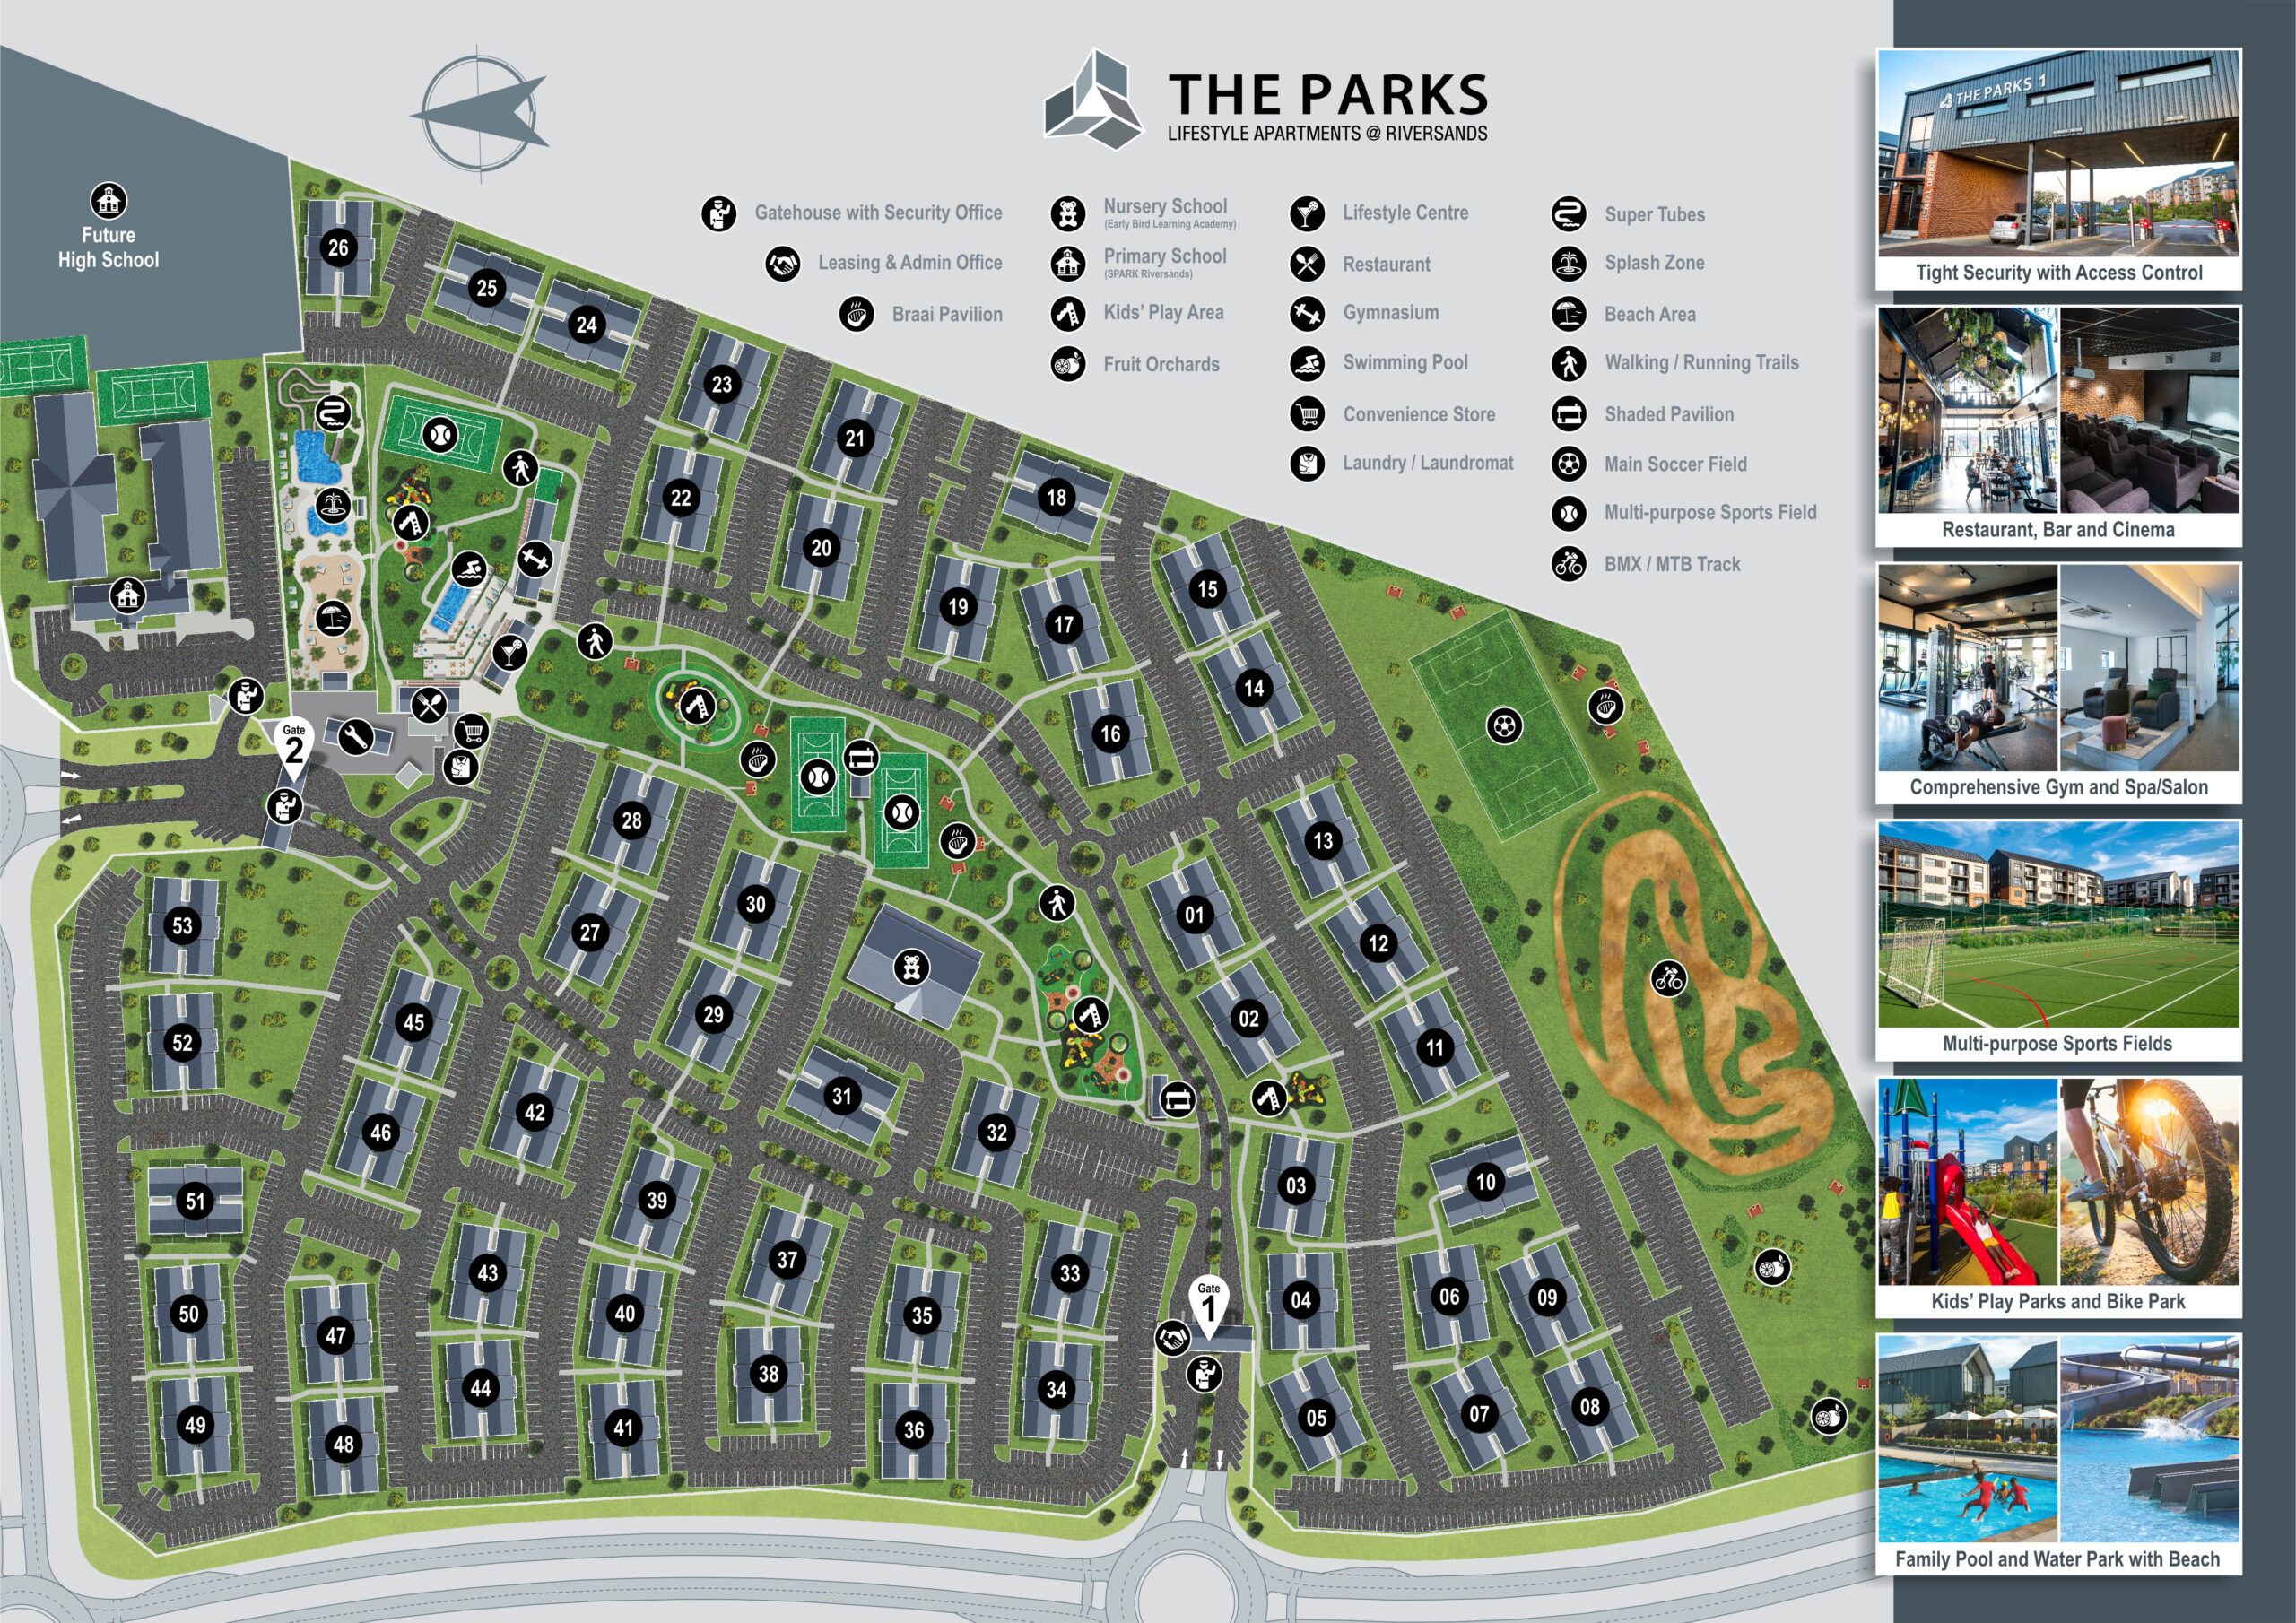 THE PARKS
LIFESTYLE APARTMENTS @ RIVERSANDS
Gatehouse with Security Office
Leasing & Admin Office
Braai Pavilion
Nursery School
(Early Bird Learning Academy)
Primary School
(SPARK Riversands)
Kids' Play Area
Fruit Orchards
Lifestyle Centre
Restaurant
Gymnasium
Swimming Pool
Convenience Store
Laundry / Laundromat
Super Tubes
Splash Zone
Beach Area
Walking / Running Trails
Shaded Pavilion
Main Soccer Field
Multi-purpose Sports Field
BMX / MTB Track
Future
High School
26
25
24
23
21
22
20
18
19
17
15
14
16
13
12
11
01
02
03
04
05
10
06
09
07
08
Gate
2
28
27
30
29
31
32
53
52
51
50
49
45
46
42
47
48
43
44
39
40
41
37
38
35
36
33
34
Gate
1
THE PARKS 1
Tight Security with Access Control
Restaurant, Bar and Cinema
Comprehensive Gym and Spa/Salon
Multi-purpose Sports Fields
Kids' Play Parks and Bike Park
Family Pool and Water Park with Beach